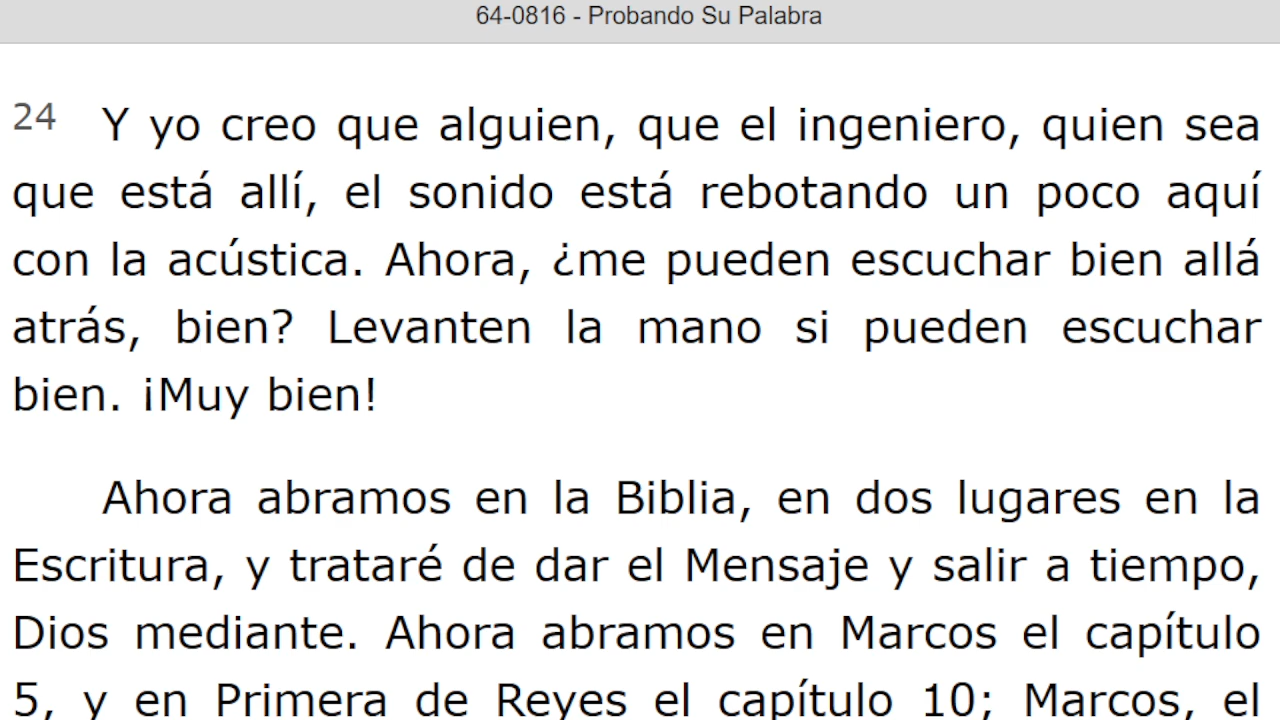 64-0816 - Probando Su Palabra
24 Y yo creo que alguien, que el ingeniero, quien sea
que está allí, el sonido está rebotando un poco aquí
con la acústica. Ahora, ¿me pueden escuchar bien allá
atrás, bien? Levanten la mano si pueden escuchar
bien. ¡Muy bien!
Ahora abramos en la Biblia, en dos lugares en la
Escritura, y trataré de dar el Mensaje y salir a tiempo,
Dios mediante. Ahora abramos en Marcos el capítulo
5, y en Primera de Reyes el capítulo 10; Marcos, el